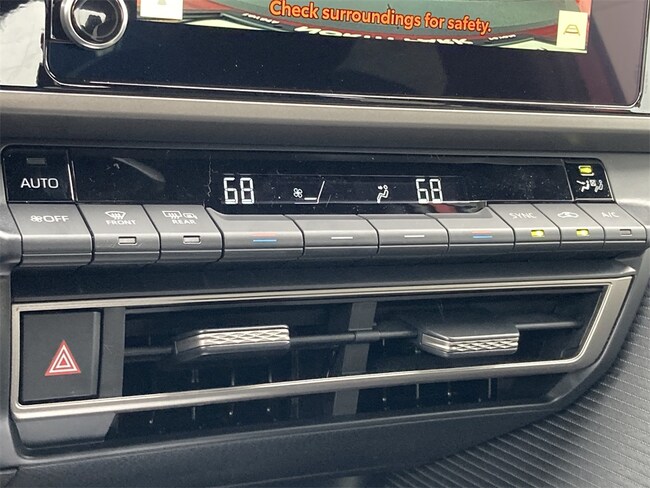 Check surroundings for safety.
AUTO
68
68
OFF
FRONT
REAR
SYNC
A/C